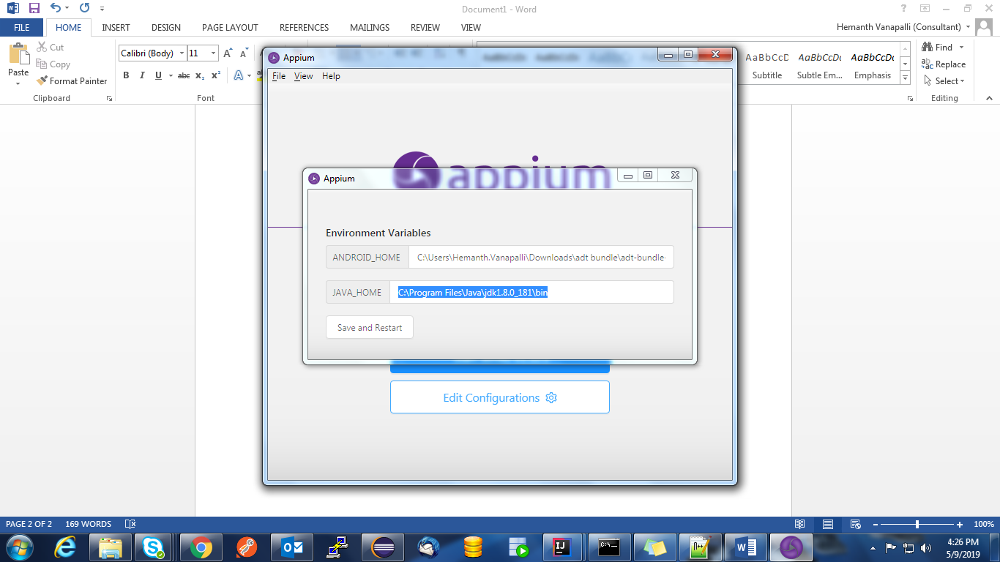 Document1 - Word
FILE HOME INSERT DESIGN PAGE LAYOUT REFERENCES MAILINGS REVIEW VIEW
Hemanth Vanapalli (Consultant)
Paste
Cut
Copy
Format Painter
Clipboard
Calibri (Body) 11
B I U abc x₂ x² A
Font
AaBbCcD AaBbCcDt AaBbCcDt
Subtitle Subtle Em... Emphasis
Find
Replace
Select
Editing
Appium
File View Help
appium
Appium
Environment Variables
ANDROID_HOME C:\Users\Hemanth.Vanapalli\Downloads\adt bundle\adt-bundle-
JAVA_HOME C:\Program Files\Java\jdk1.8.0_181\bin
Save and Restart
Edit Configurations
PAGE 2 OF 2 169 WORDS
100%
4:26 PM
5/9/2019